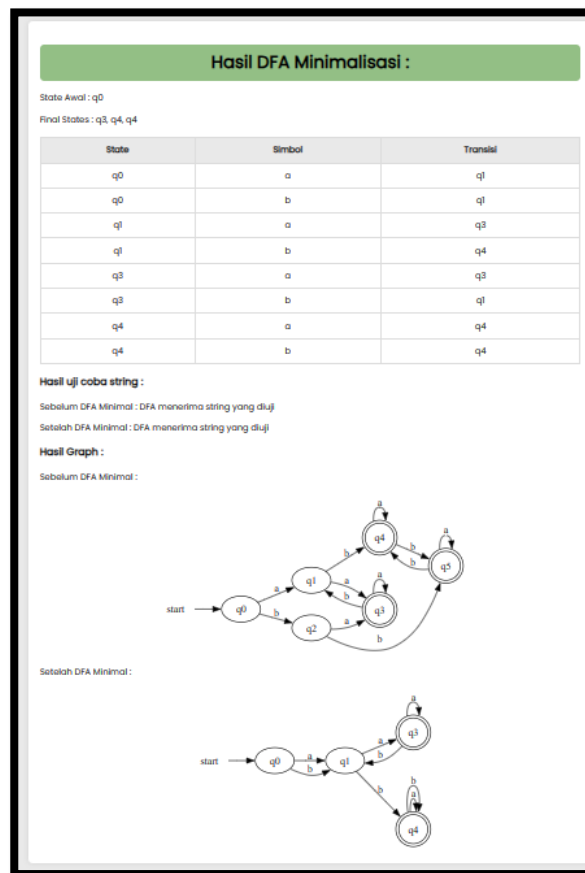 Hasil DFA Minimalisasi :
State Awal : q0
Final States : q3, q4, q4
State Simbol Transisi
q0 a q1
q0 b q1
q1 a q3
q1 b q4
q3 a q3
q3 b q1
q4 a q4
q4 b q4
Hasil uji coba string :
Sebelum DFA Minimal : DFA menerima string yang diuji
Setelah DFA Minimal : DFA menerima string yang diuji
Hasil Graph :
Sebelum DFA Minimal :
a
q4
b
a
b
b
q5
q1
a
a
b
start
q0
a
b
q3
q2
a
b
Setelah DFA Minimal :
a
q3
a
b
start
q0
a
b
q1
b
b
a
q4